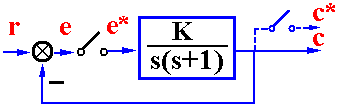 r e e* K c*
s(s+1) c
−